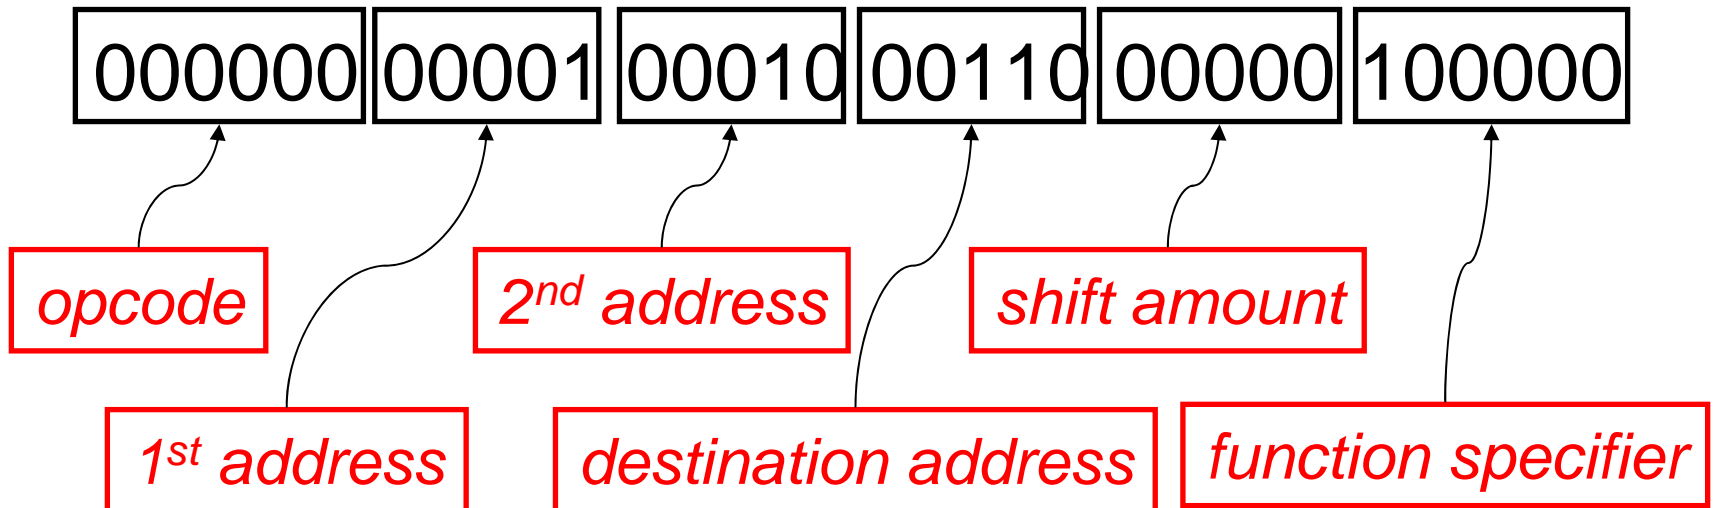 000000 00001 00010 00110 00000 100000
opcode 2nd address shift amount
1st address destination address function specifier